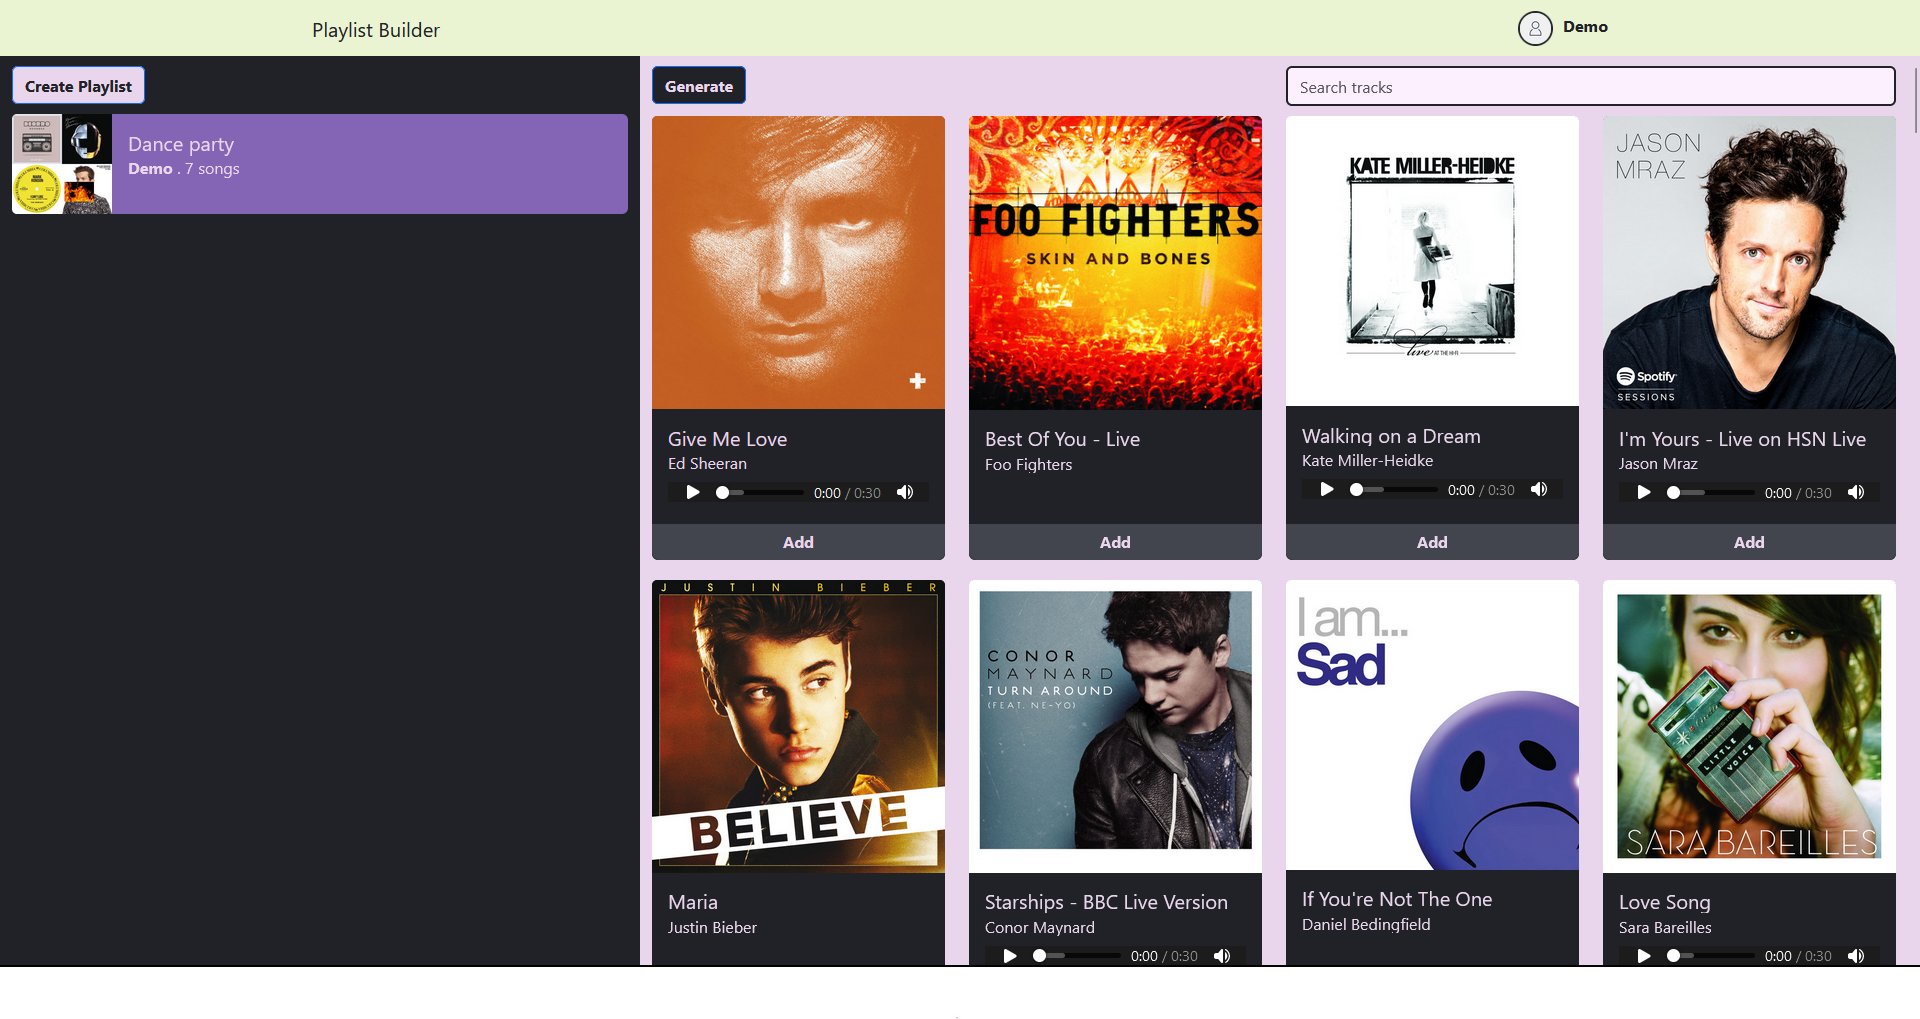 Playlist Builder
Demo
Create Playlist
Dance party
Demo . 7 songs
Generate
Search tracks
FOO FIGHTERS
SKIN AND BONES
KATE MILLER-HEIDKE
live AT THE HI-FI
JASON
MRAZ
Spotify
SESSIONS
Give Me Love
Ed Sheeran
0:00 / 0:30
Add
Best Of You - Live
Foo Fighters
Add
Walking on a Dream
Kate Miller-Heidke
0:00 / 0:30
Add
I'm Yours - Live on HSN Live
Jason Mraz
0:00 / 0:30
Add
JUSTIN BIEBER
BELIEVE
CONOR
MAYNARD
TURN AROUND
(FEAT. NE-YO)
I am...
Sad
LITTLE
VOICE
SARA BAREILLES
Maria
Justin Bieber
Starships - BBC Live Version
Conor Maynard
0:00 / 0:30
If You're Not The One
Daniel Bedingfield
Love Song
Sara Bareilles
0:00 / 0:30